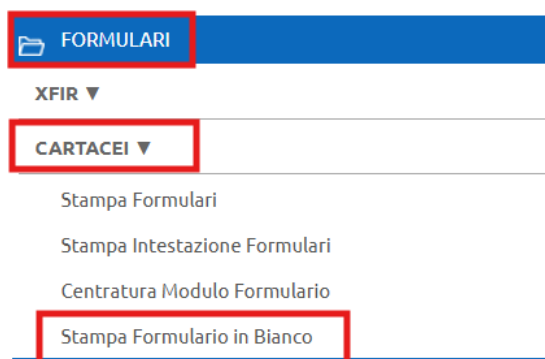 FORMULARI
XFIR ▼
CARTACEI ▼
Stampa Formulari
Stampa Intestazione Formulari
Centratura Modulo Formulario
Stampa Formulario in Bianco